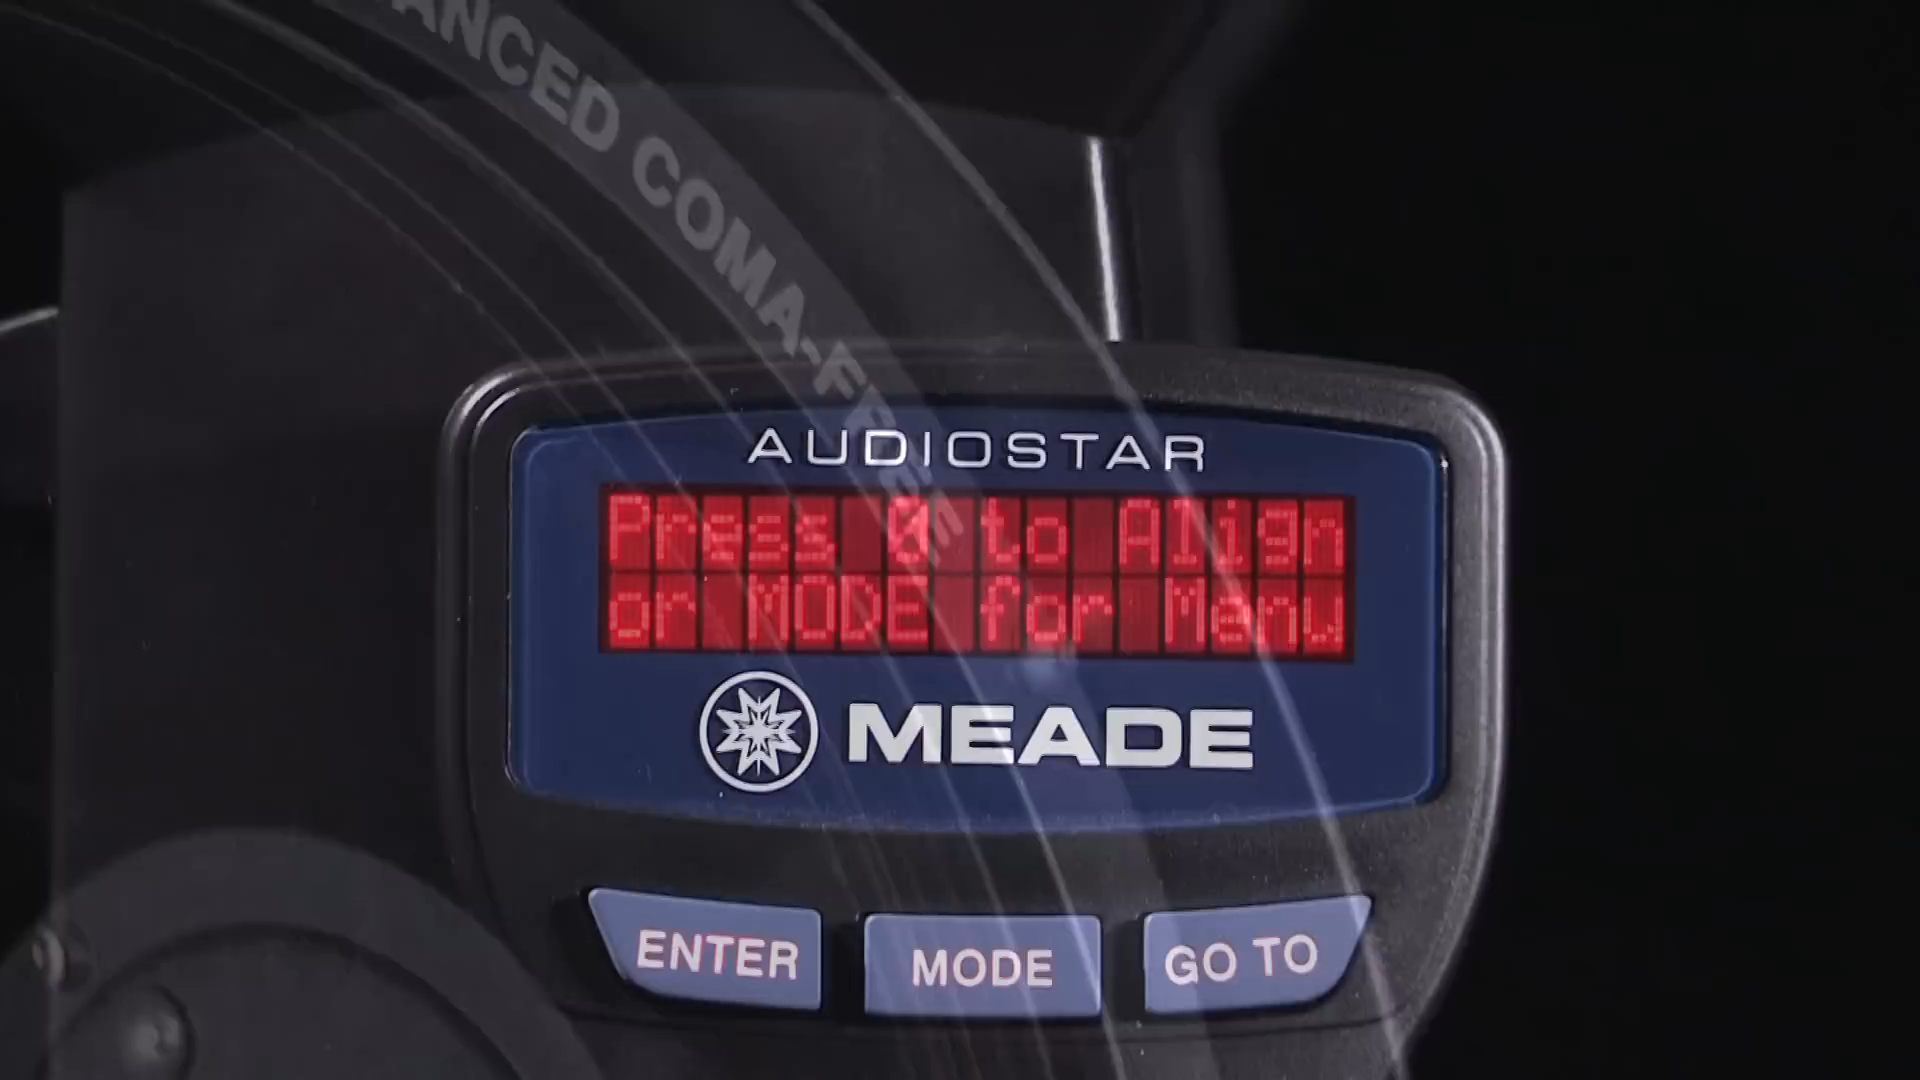 ANCED COMA-FREE
AUDIOSTAR
Press 0 to Align
or MODE for Menu
MEADE
ENTER
MODE
GO TO